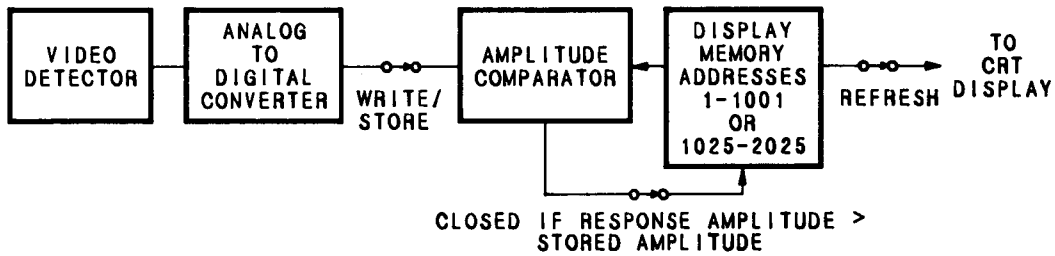 VIDEO
DETECTOR
ANALOG
TO
DIGITAL
CONVERTER
WRITE/
STORE
AMPLITUDE
COMPARATOR
DISPLAY
MEMORY
ADDRESSES
1-1001
OR
1025-2025
REFRESH
TO
CRT
DISPLAY
CLOSED IF RESPONSE AMPLITUDE >
STORED AMPLITUDE